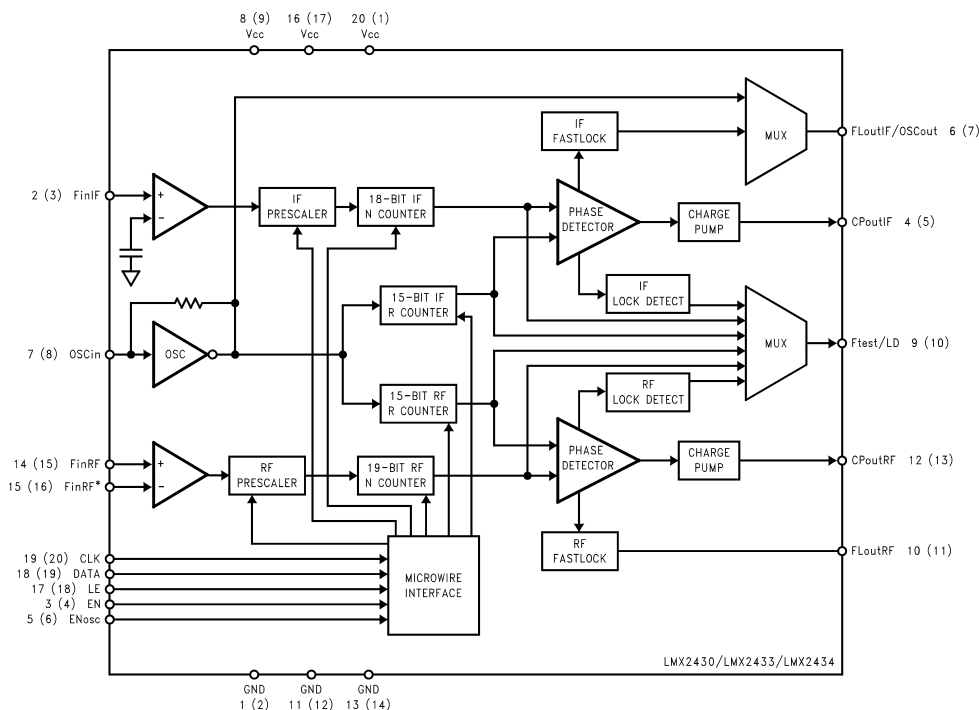 8 (9)
Vcc
16 (17)
Vcc
20 (1)
Vcc
IF
FASTLOCK
MUX
FLoutIF/OSCout 6 (7)
2 (3) FinIF
+
−
IF
PRESCALER
18-BIT IF
N COUNTER
PHASE
DETECTOR
CHARGE
PUMP
CPoutIF 4 (5)
15-BIT IF
R COUNTER
IF
LOCK DETECT
7 (8) OSCin
OSC
MUX
Ftest/LD 9 (10)
15-BIT RF
R COUNTER
RF
LOCK DETECT
14 (15) FinRF
15 (16) FinRF*
+
−
RF
PRESCALER
19-BIT RF
N COUNTER
PHASE
DETECTOR
CHARGE
PUMP
CPoutRF 12 (13)
RF
FASTLOCK
FLoutRF 10 (11)
19 (20) CLK
18 (19) DATA
17 (18) LE
3 (4) EN
5 (6) ENosc
MICROWIRE
INTERFACE
LMX2430/LMX2433/LMX2434
GND
1 (2)
GND
11 (12)
GND
13 (14)